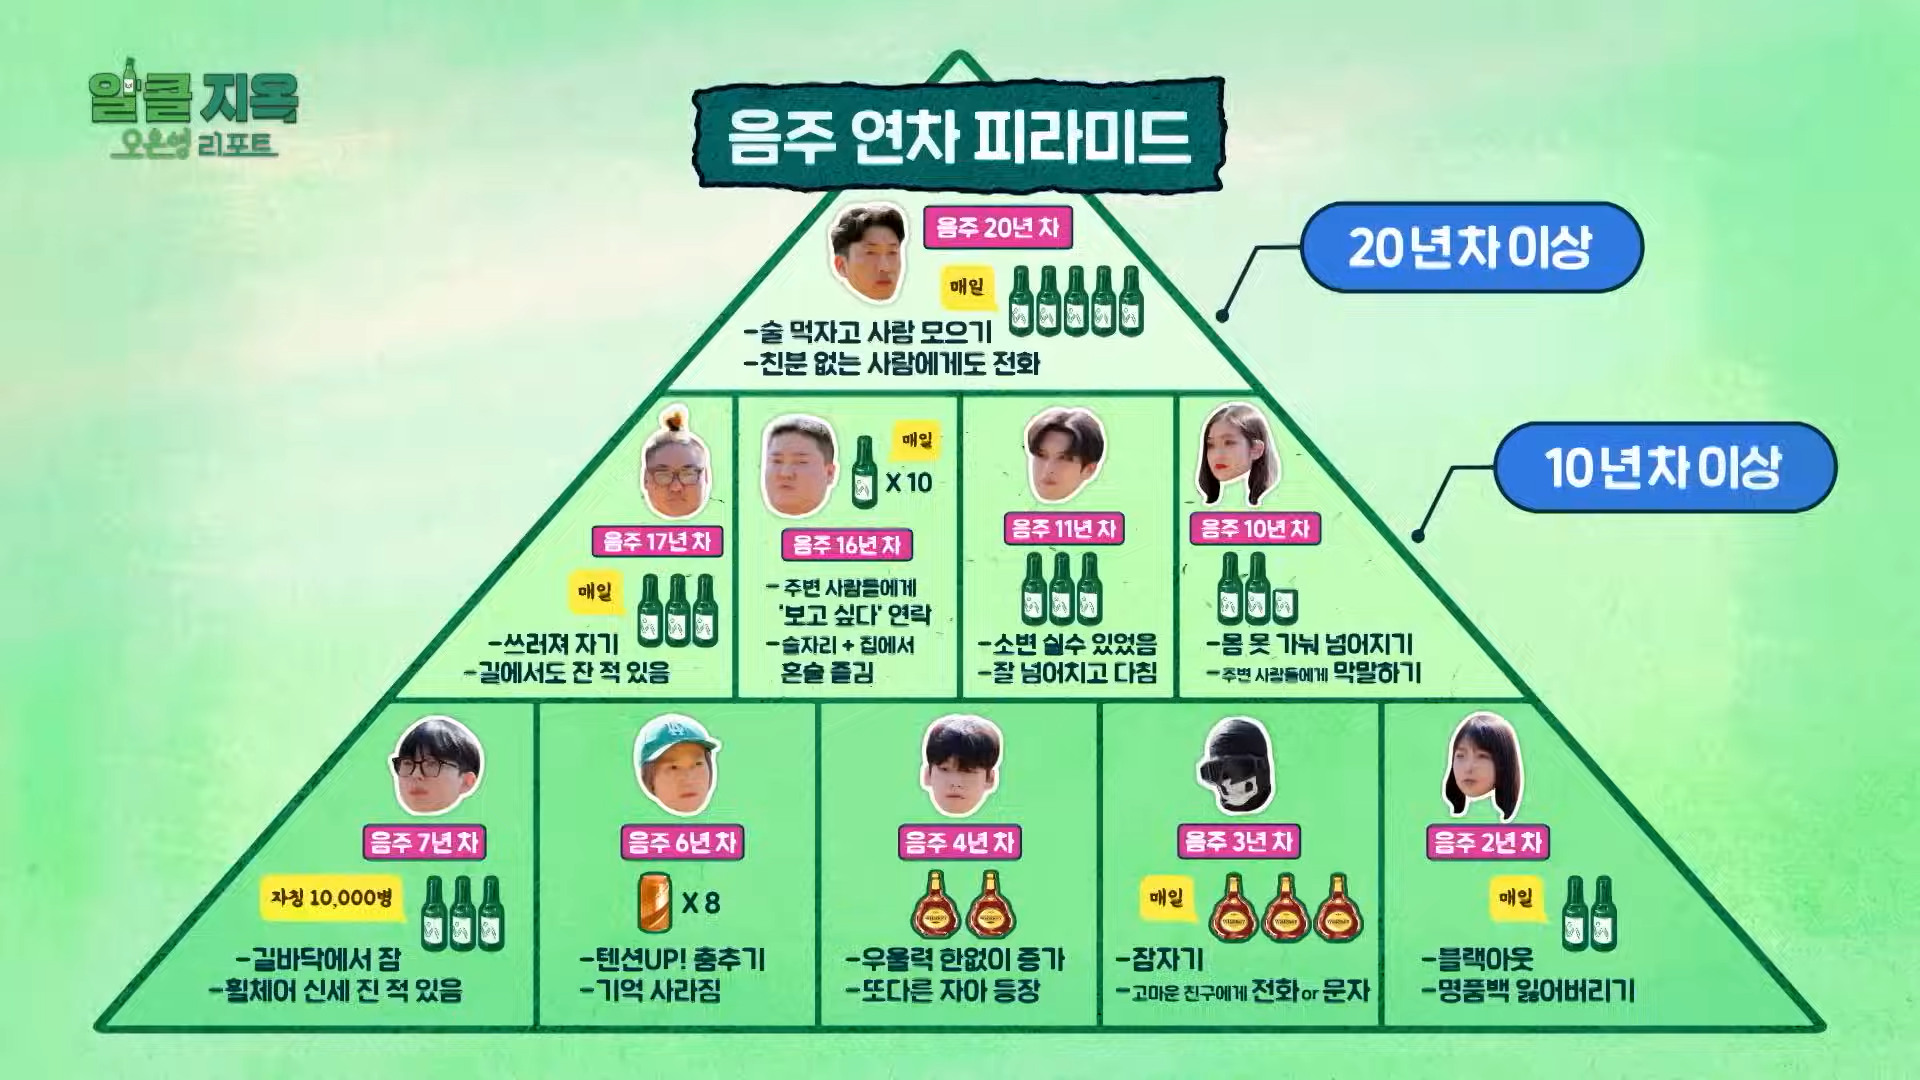 알콜 지옥
오은영 리포트
음주 연차 피라미드
20년 차 이상
음주 20년 차
매일
-술 먹자고 사람 모으기
-친분 없는 사람에게도 전화
10년 차 이상
음주 17년 차
매일
-쓰러져 자기
-길에서도 잔 적 있음
매일
X 10
음주 16년 차
- 주변 사람들에게
'보고 싶다' 연락
-술자리 + 집에서
혼술 즐김
음주 11년 차
-소변 실수 있었음
-잘 넘어치고 다침
음주 10년 차
-몸 못 가눠 넘어지기
-주변 사람들에게 막말하기
음주 7년 차
자칭 10,000병
-길바닥에서 잠
-휠체어 신세 진 적 있음
LA
음주 6년 차
X 8
-텐션UP! 춤추기
-기억 사라짐
음주 4년 차
WHISKEY WHISKEY
-우울력 한없이 증가
-또다른 자아 등장
음주 3년 차
매일
WHISKEY WHISKEY WHISKEY
-잠자기
-고마운 친구에게 전화 or 문자
음주 2년 차
매일
-블랙아웃
-명품백 잃어버리기